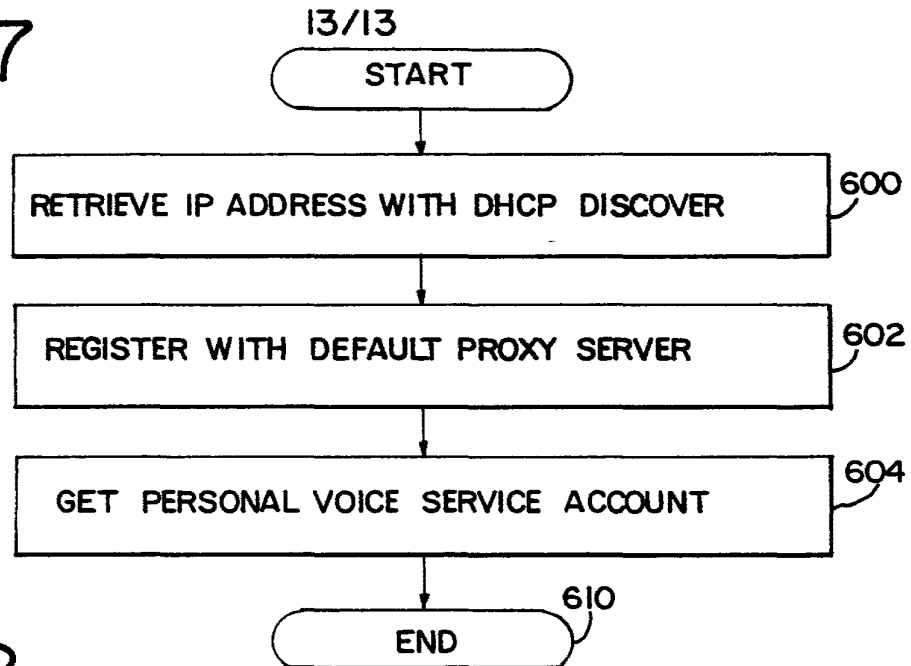 7
13/13
START
RETRIEVE IP ADDRESS WITH DHCP DISCOVER
600
REGISTER WITH DEFAULT PROXY SERVER
602
GET PERSONAL VOICE SERVICE ACCOUNT
604
610
END